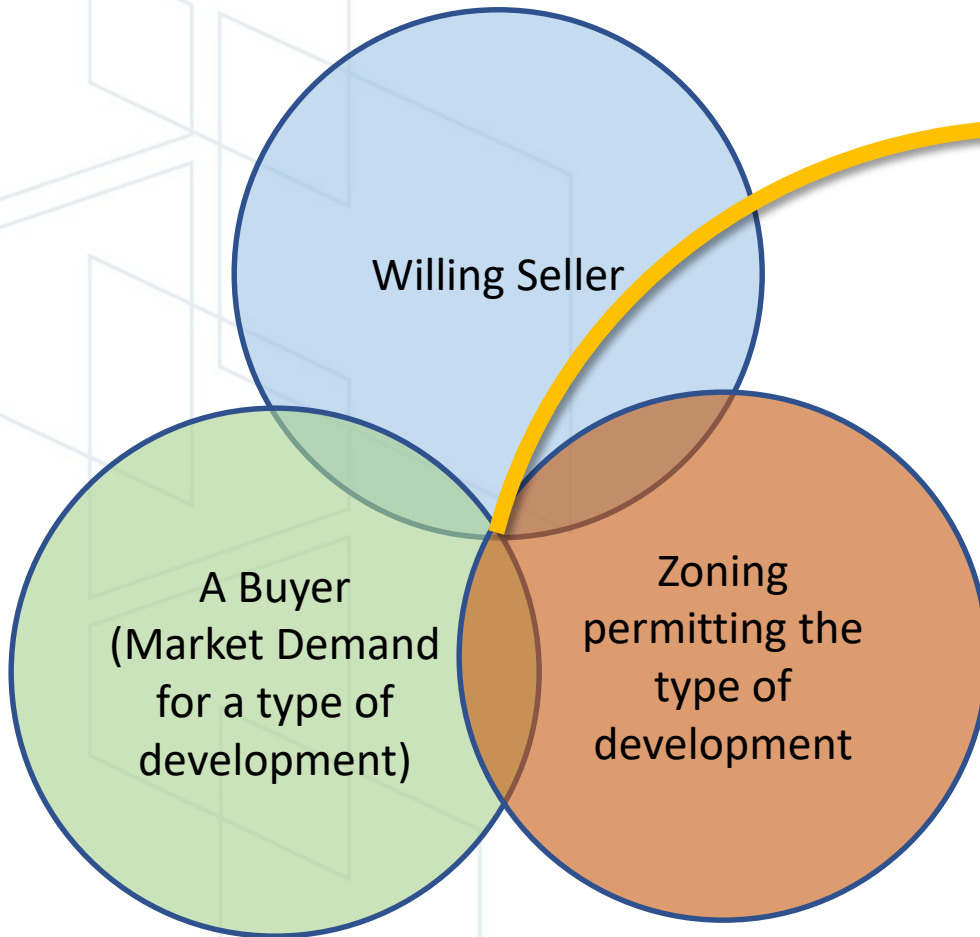 Willing Seller
A Buyer
(Market Demand
for a type of
development)
Zoning
permitting the
type of
development